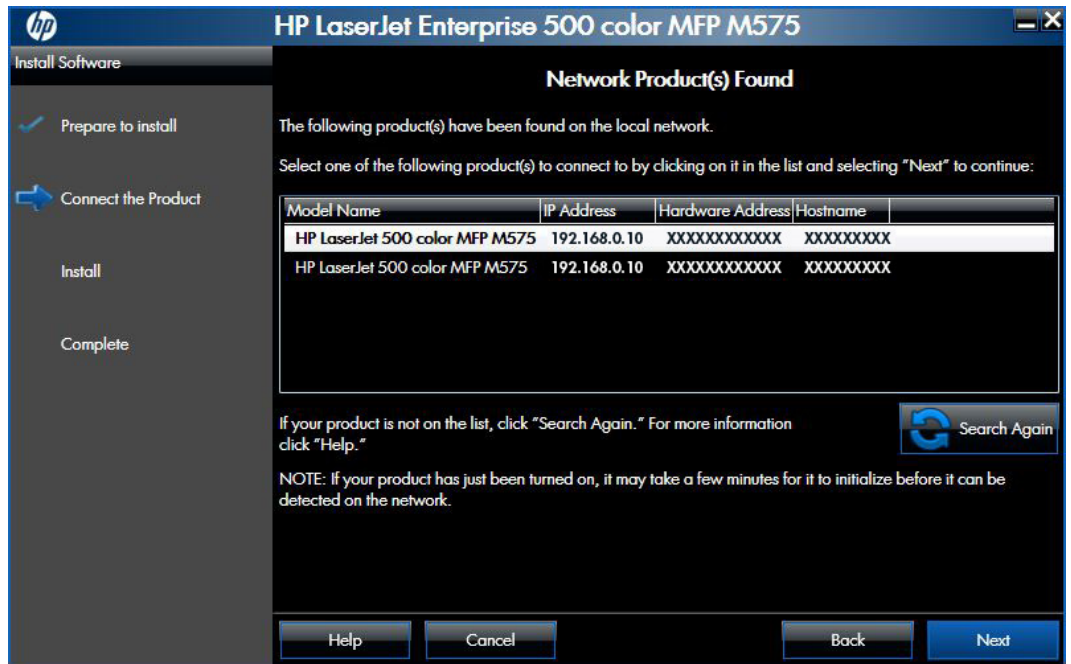 hp
HP LaserJet Enterprise 500 color MFP M575
Install Software
Prepare to install
Connect the Product
Install
Complete
Network Product(s) Found
The following product(s) have been found on the local network.
Select one of the following product(s) to connect to by clicking on it in the list and selecting "Next" to continue:
Model Name IP Address Hardware Address Hostname
HP LaserJet 500 color MFP M575 192.168.0.10 XXXXXXXXXXXX XXXXXXXXX
HP LaserJet 500 color MFP M575 192.168.0.10 XXXXXXXXXXXX XXXXXXXXX
If your product is not on the list, click "Search Again." For more information
click "Help."
Search Again
NOTE: If your product has just been turned on, it may take a few minutes for it to initialize before it can be
detected on the network.
Help Cancel Back Next